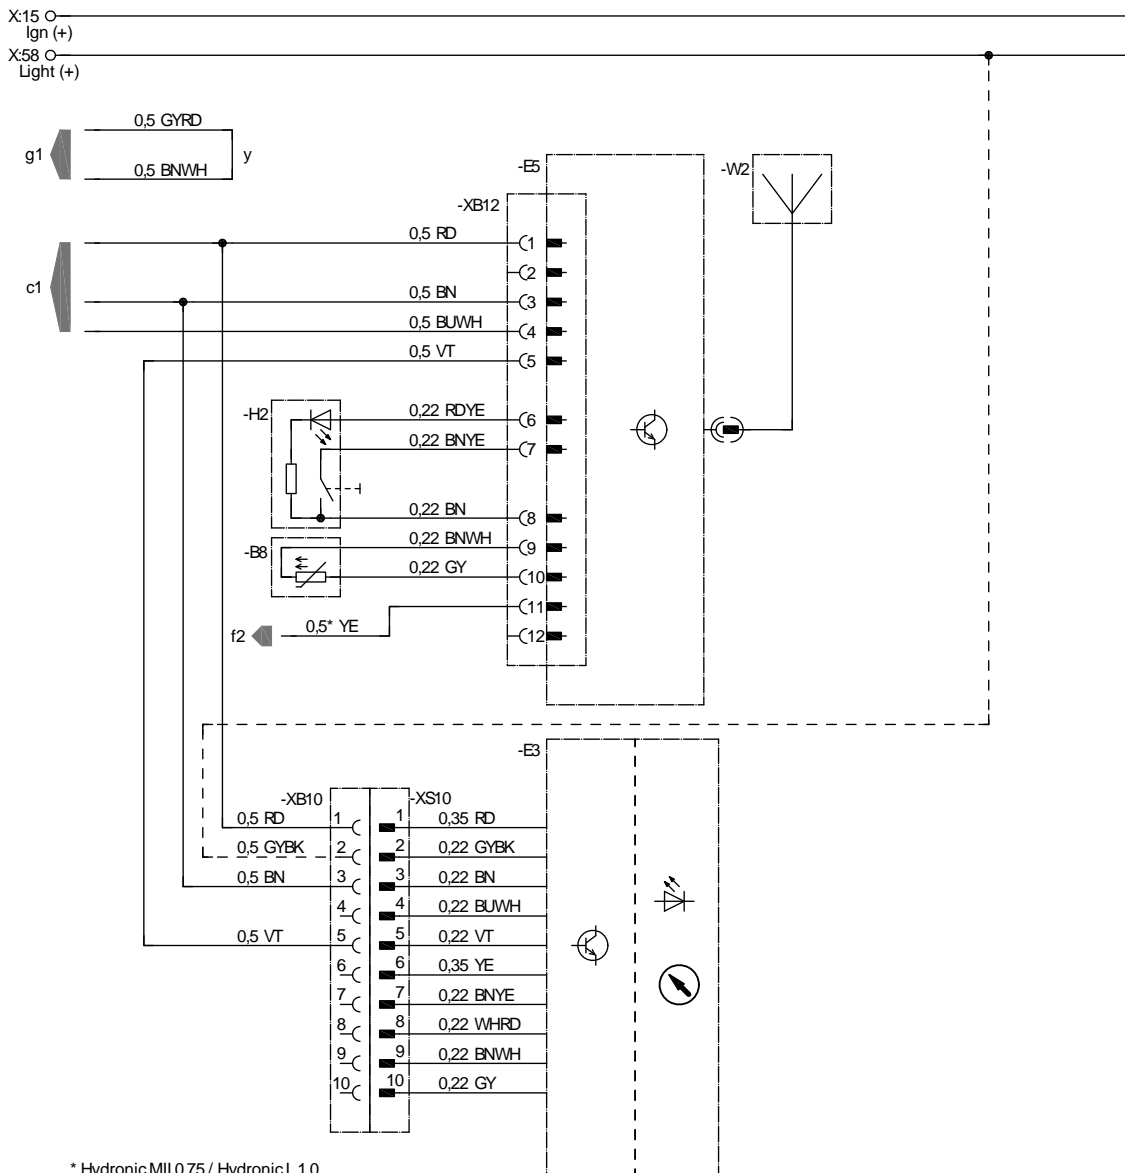 X:15
Ign (+)
X:58
Light (+)
0,5 GYRD
g1
y
0,5 BNWH
-E5
-W2
-XB12
0,5 RD
1
2
c1
0,5 BN
3
0,5 BUWH
4
0,5 VT
5
-H2
0,22 RDYE
6
0,22 BNYE
7
0,22 BN
8
0,22 BNWH
9
-B8
0,22 GY
10
11
f2
0,5* YE
12
-E3
-XB10
-XS10
0,5 RD 1 1 0,35 RD
0,5 GYBK 2 2 0,22 GYBK
0,5 BN 3 3 0,22 BN
4 4 0,22 BUWH
0,5 VT 5 5 0,22 VT
6 6 0,35 YE
7 7 0,22 BNYE
8 8 0,22 WHRD
9 9 0,22 BNWH
10 10 0,22 GY
* Hydronic MII 0,75 / Hydronic L 1,0